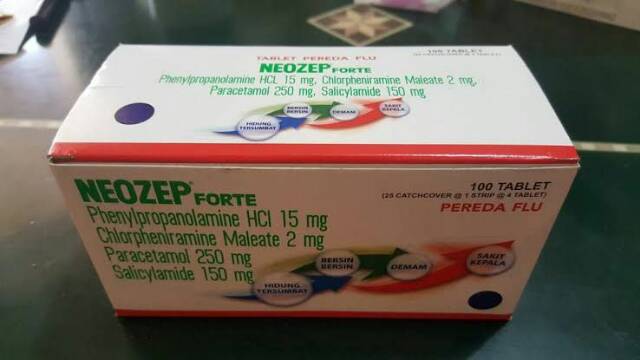 TABLET PEREDA FLU
100 TABLET
NEOZEP FORTE
Phenylpropanolamine HCL 15 mg, Chlorpheniramine Maleate 2 mg,
Paracetamol 250 mg, Salicylamide 150 mg
HIDUNG
TERSUMBAT
BERSIN
BERSIN
DEMAM
SAKIT
KEPALA
NEOZEP® FORTE
Phenylpropanolamine HCl 15 mg
Chlorpheniramine Maleate 2 mg
Paracetamol 250 mg
Salicylamide 150 mg
100 TABLET
(25 CATCHCOVER @ 1 STRIP @ 4 TABLET)
PEREDA FLU
HIDUNG
TERSUMBAT
BERSIN
BERSIN
DEMAM
SAKIT
KEPALA